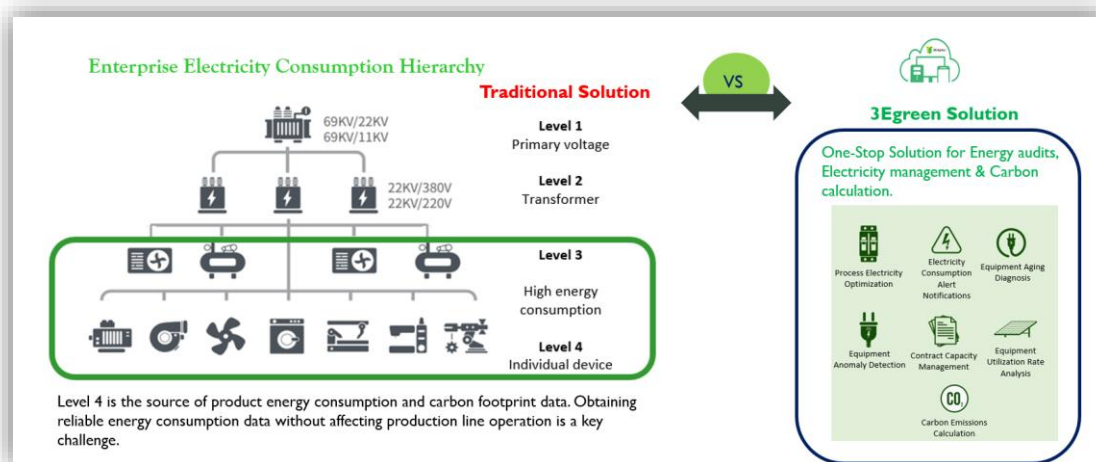 Enterprise Electricity Consumption Hierarchy
69KV/22KV
69KV/11KV
22KV/380V
22KV/220V
Traditional Solution
Level 1
Primary voltage
Level 2
Transformer
Level 3
High energy
consumption
Level 4
Individual device
Level 4 is the source of product energy consumption and carbon footprint data. Obtaining
reliable energy consumption data without affecting production line operation is a key
challenge.
VS
3Egreen Solution
One-Stop Solution for Energy audits,
Electricity management & Carbon
calculation.
Process Electricity
Optimization
Electricity
Consumption
Alert
Notifications
Equipment Aging
Diagnosis
Equipment
Anomaly Detection
Contract Capacity
Management
Equipment
Utilization Rate
Analysis
CO2
Carbon Emissions
Calculation